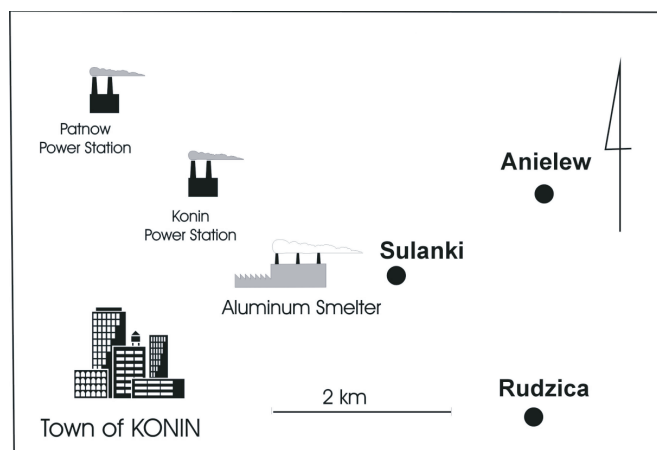 Patnow
Power Station
Anielew
Konin
Power Station
Sulanki
Aluminum Smelter
2 km
Rudzica
Town of KONIN